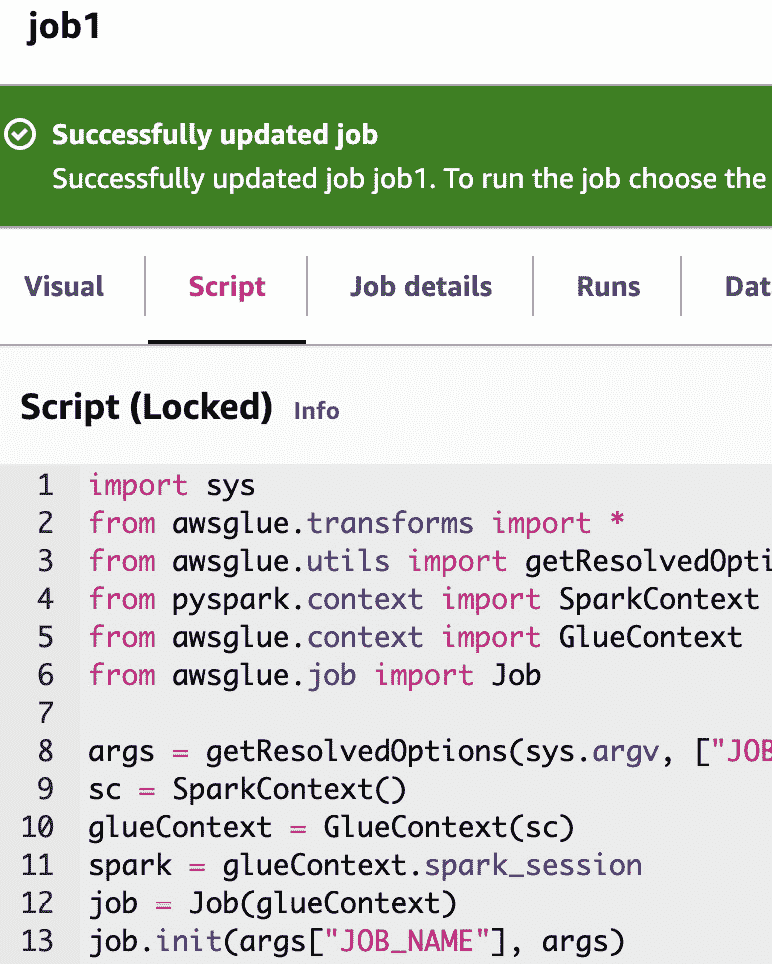 job1
Successfully updated job
Successfully updated job job1. To run the job choose the
Visual Script Job details Runs Dat
Script (Locked) Info
1 import sys
2 from awsglue.transforms import *
3 from awsglue.utils import getResolvedOpti
4 from pyspark.context import SparkContext
5 from awsglue.context import GlueContext
6 from awsglue.job import Job
7
8 args = getResolvedOptions(sys.argv, ["JOB
9 sc = SparkContext()
10 glueContext = GlueContext(sc)
11 spark = glueContext.spark_session
12 job = Job(glueContext)
13 job.init(args["JOB_NAME"], args)